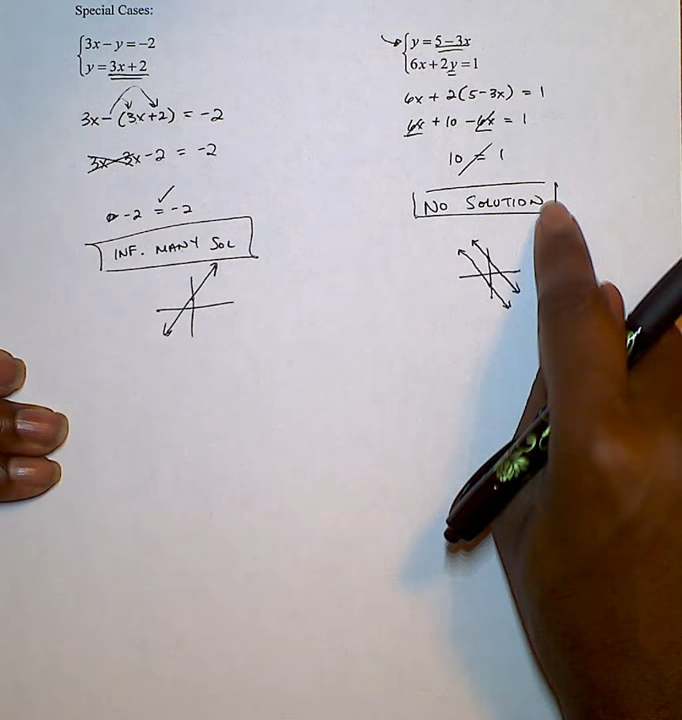 Special Cases:
3x − y = −2
y = 3x + 2
3x − (3x + 2) = −2
3x − 3x − 2 = −2
-2 = -2 ✓
INF. MANY SOL
y = 5 − 3x
6x + 2y = 1
6x + 2(5 − 3x) = 1
6x + 10 − 6x = 1
10 ≠ 1
NO SOLUTION